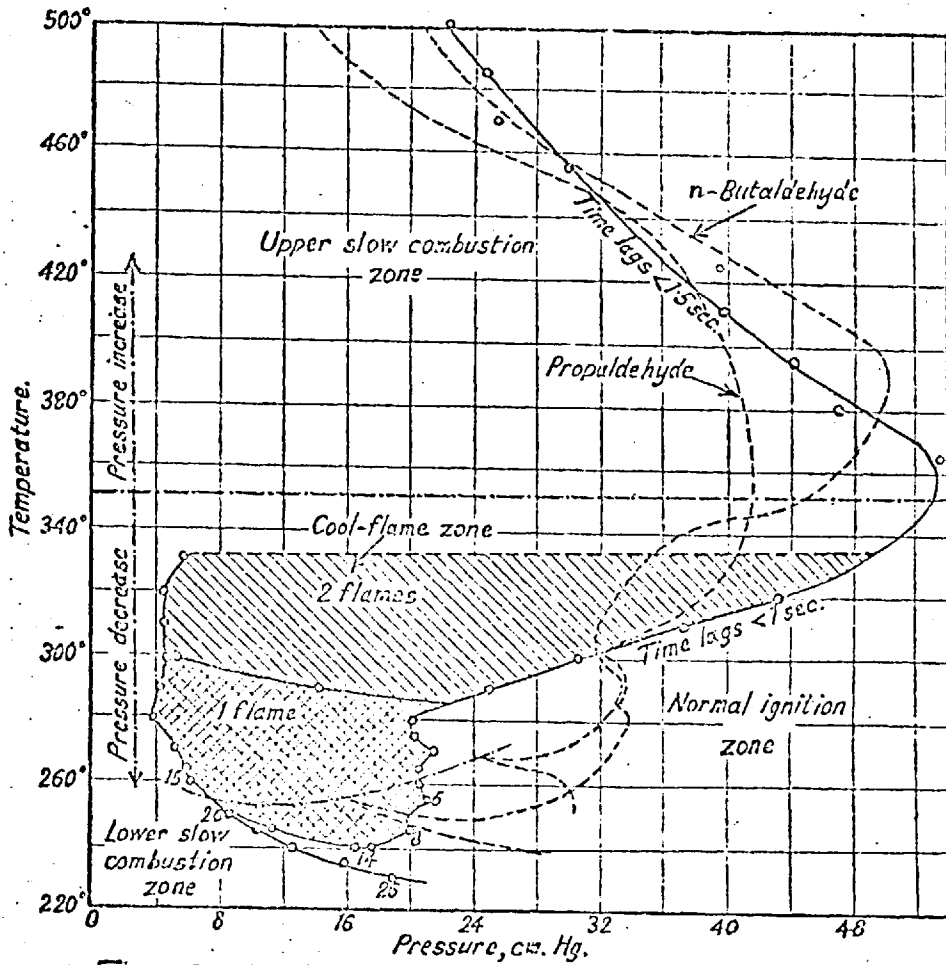 500°
460°
420°
380°
340°
300°
260°
220°
Temperature.
Pressure increase
Pressure decrease
Upper slow combustion
zone
Time lags <1·5 sec.
n-Butaldehyde
Propaldehyde
Cool-flame zone
2 flames
1 flame
Time lags <1 sec.
Normal ignition
zone
15
20
5
8
14
25
Lower slow
combustion
zone
0 8 16 24 32 40 48
Pressure, cm. Hg.